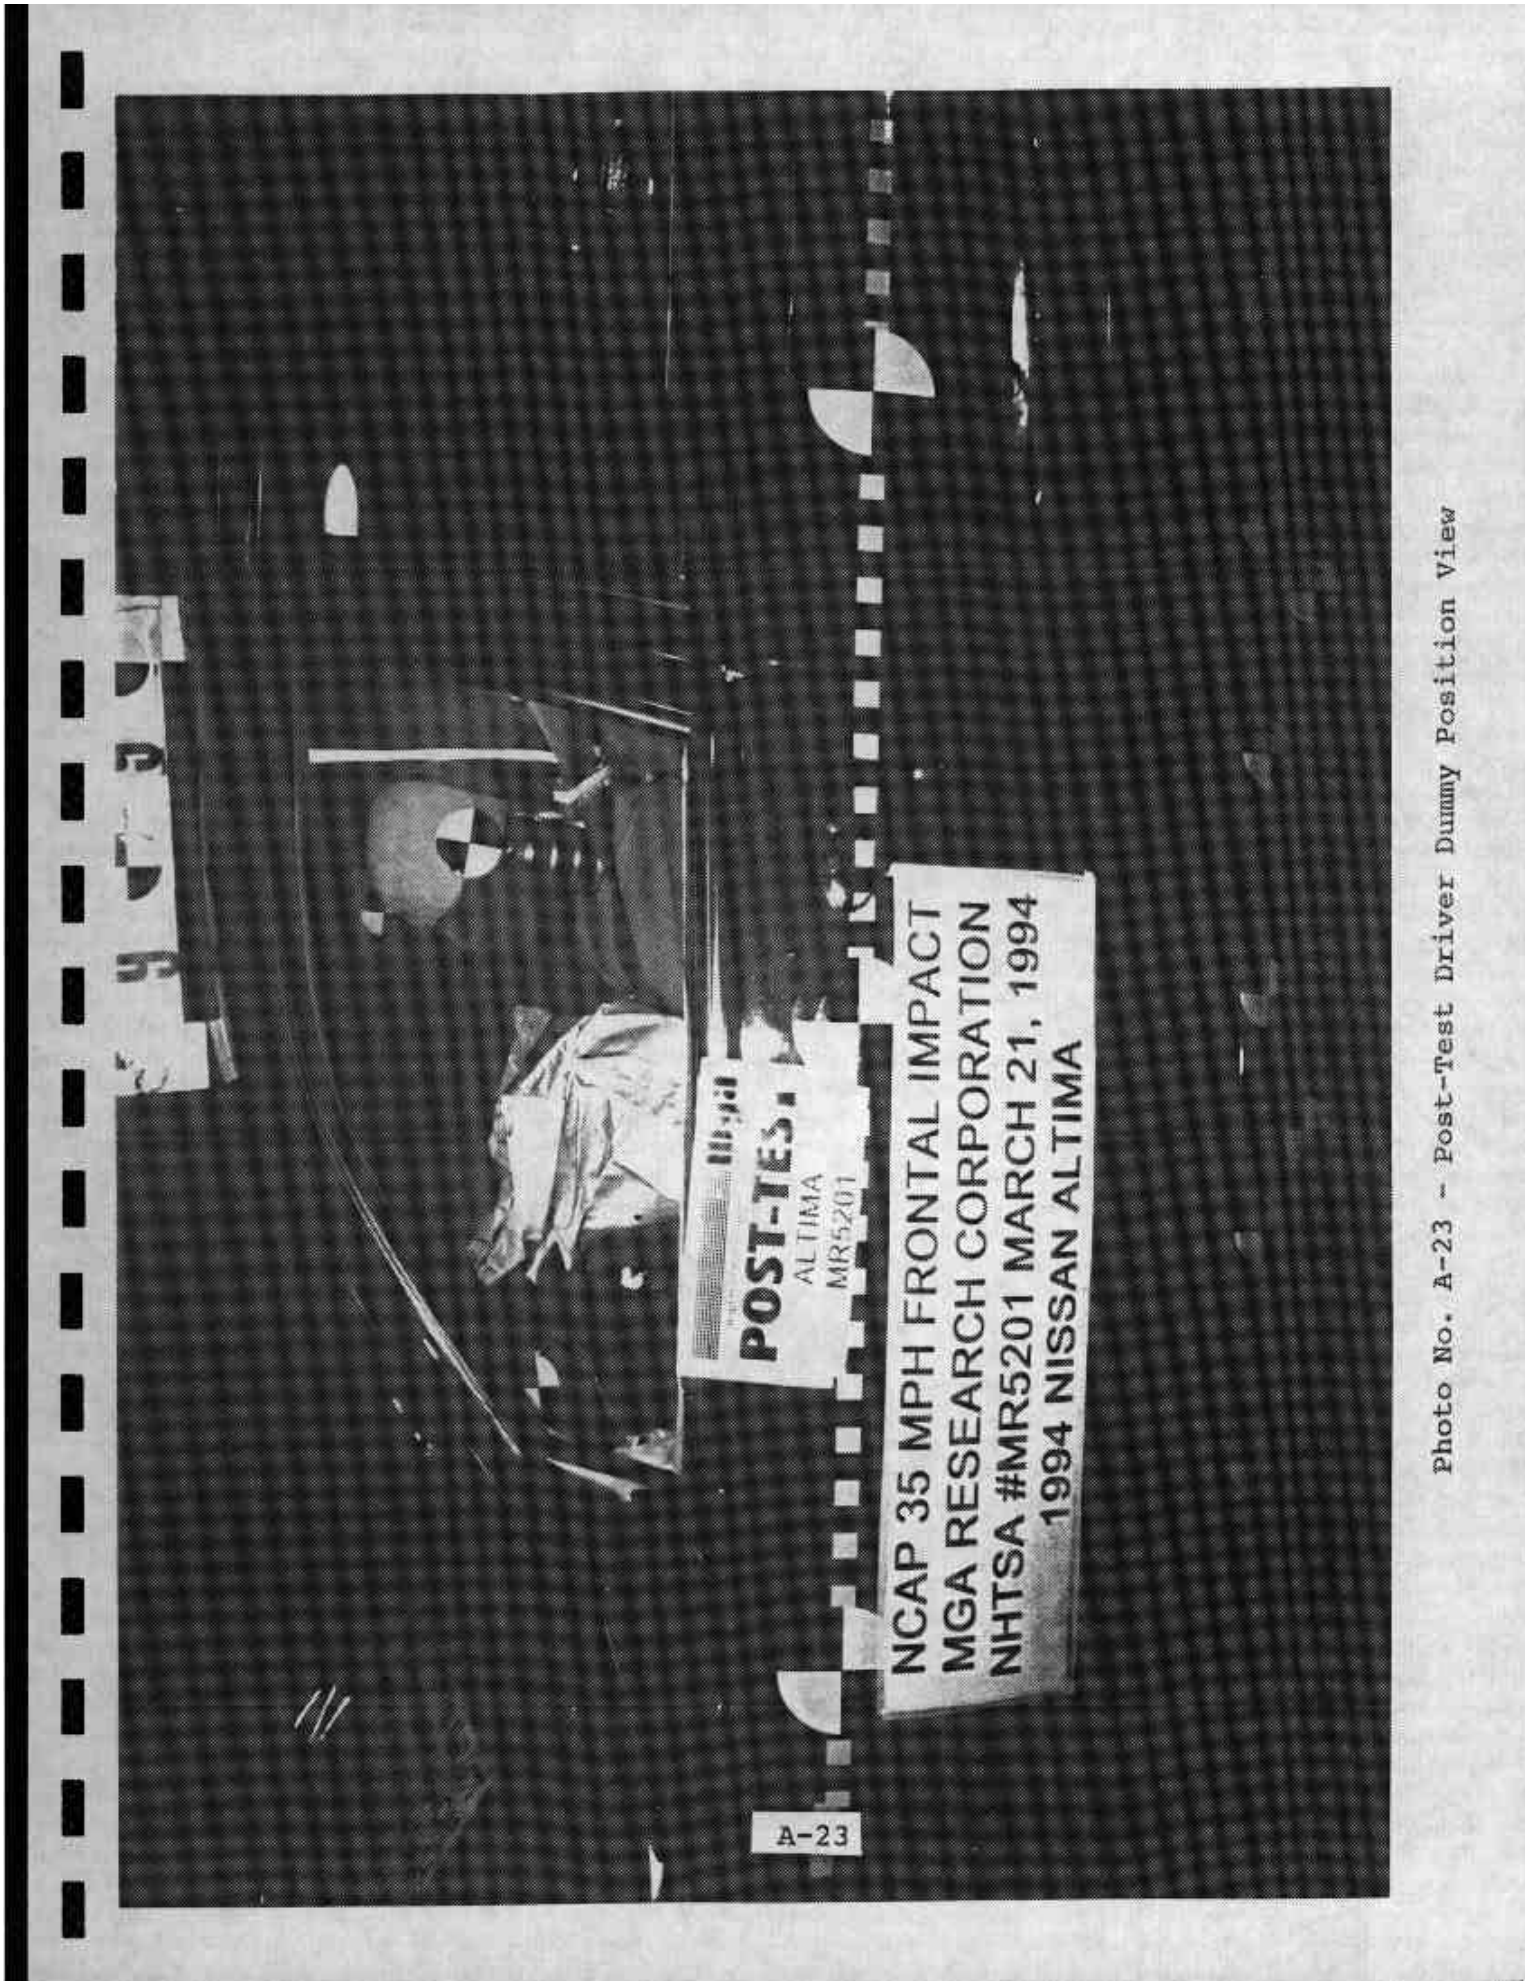 mga
POST-TEST
ALTIMA
MR5201
NCAP 35 MPH FRONTAL IMPACT
MGA RESEARCH CORPORATION
NHTSA #MR5201 MARCH 21, 1994
1994 NISSAN ALTIMA
A-23
Photo No. A-23 - Post-Test Driver Dummy Position View